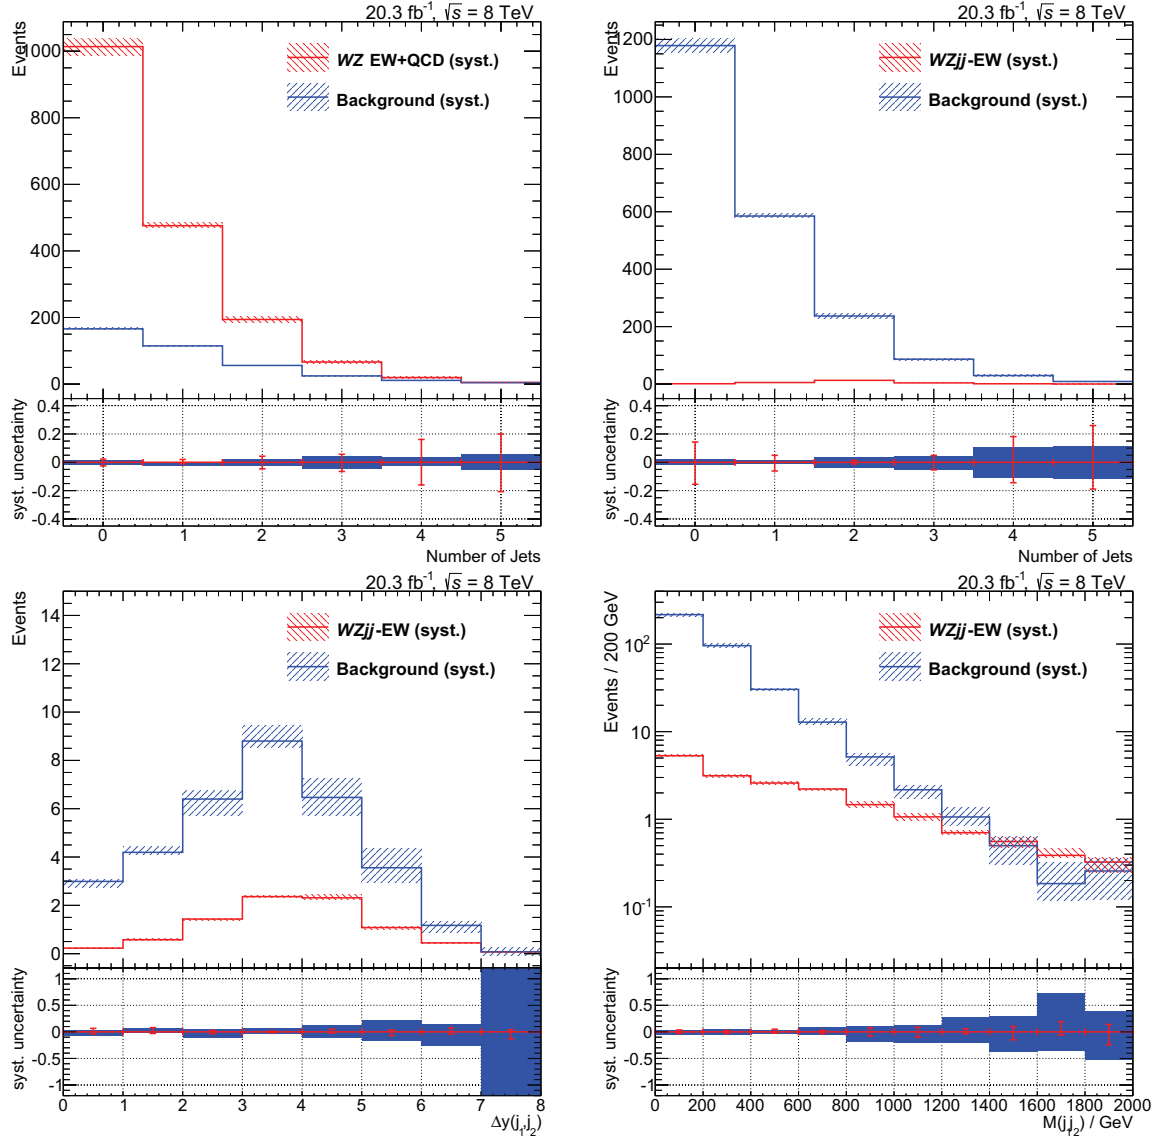 20.3 fb⁻¹, √s = 8 TeV
Events
WZ EW+QCD (syst.)
Background (syst.)
1000
800
600
400
200
0
syst. uncertainty
0.4
0.2
0
-0.2
-0.4
0 1 2 3 4 5
Number of Jets
20.3 fb⁻¹, √s = 8 TeV
Events
WZjj-EW (syst.)
Background (syst.)
1200
1000
800
600
400
200
0
syst. uncertainty
0.4
0.2
0
-0.2
-0.4
0 1 2 3 4 5
Number of Jets
20.3 fb⁻¹, √s = 8 TeV
Events
WZjj-EW (syst.)
Background (syst.)
14
12
10
8
6
4
2
0
syst. uncertainty
1
0.5
0
-0.5
-1
0 1 2 3 4 5 6 7 8
Δy(j₁,j₂)
20.3 fb⁻¹, √s = 8 TeV
Events / 200 GeV
WZjj-EW (syst.)
Background (syst.)
10²
10
1
10⁻¹
syst. uncertainty
1
0.5
0
-0.5
-1
0 200 400 600 800 1000 1200 1400 1600 1800 2000
M(j₁j₂) / GeV